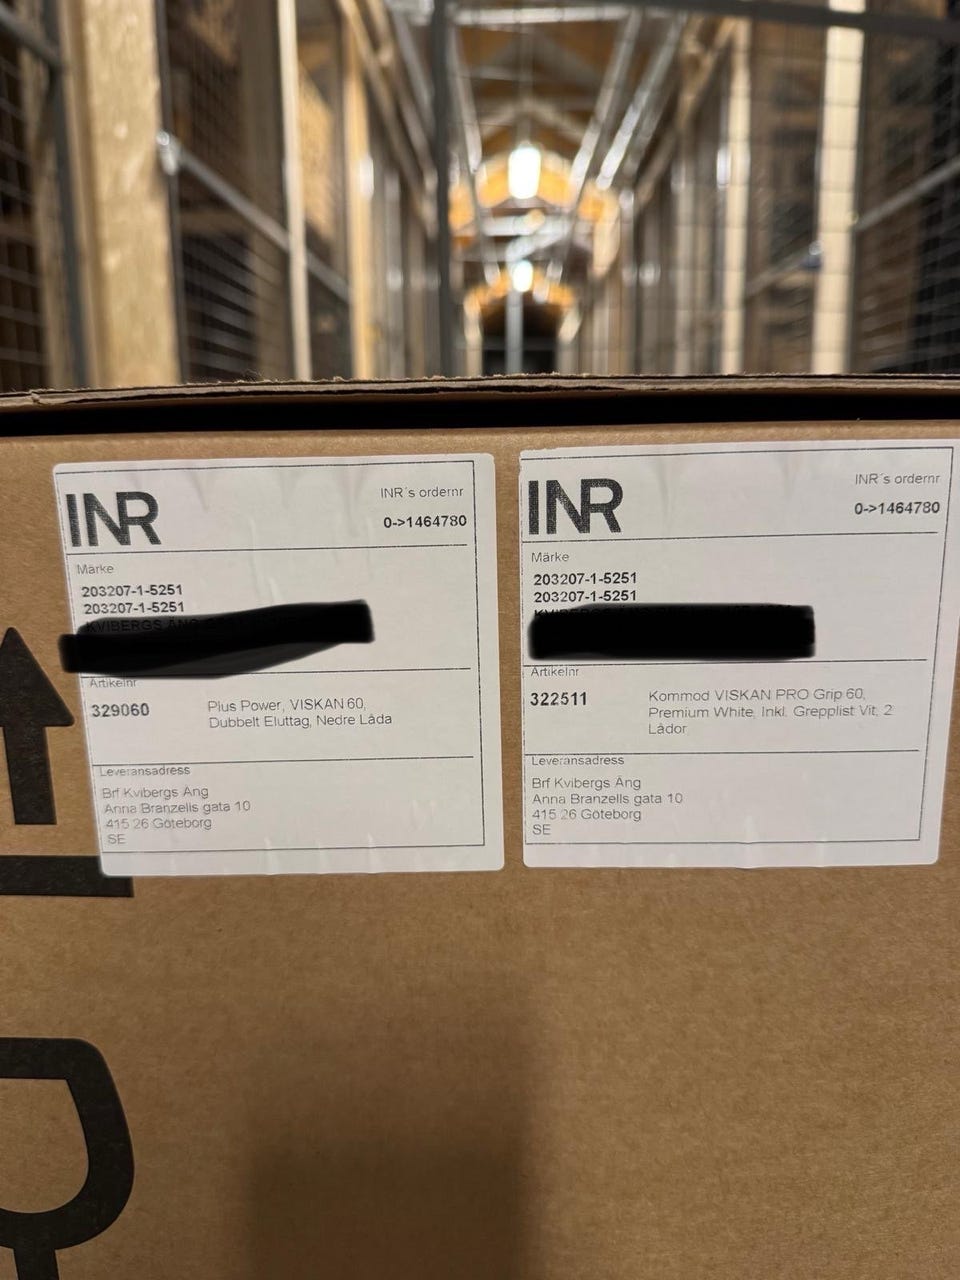 INR
INR´s ordernr
0->1464780
Märke
203207-1-5251
203207-1-5251
KVIBERGS ÄNG
Artikelnr
329060
Plus Power, VISKAN 60,
Dubbelt Eluttag, Nedre Låda
Leveransadress
Brf Kvibergs Äng
Anna Branzells gata 10
415 26 Göteborg
SE
INR
INR´s ordernr
0->1464780
Märke
203207-1-5251
203207-1-5251
Artikelnr
322511
Kommod VISKAN PRO Grip 60,
Premium White, Inkl. Grepplist Vit, 2
Lådor
Leveransadress
Brf Kvibergs Äng
Anna Branzells gata 10
415 26 Göteborg
SE